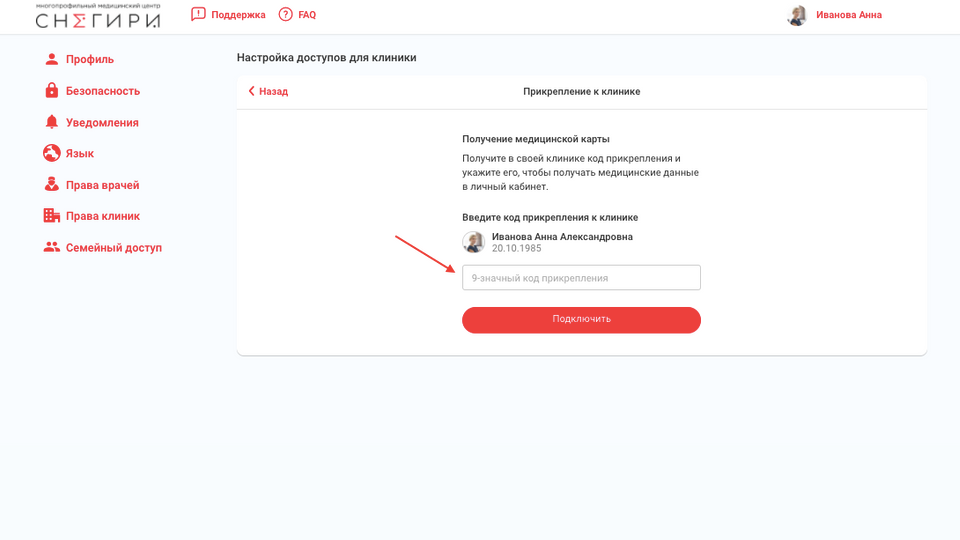 многопрофильный медицинский центр
СНЕГИРИ
Поддержка
FAQ
Иванова Анна
Профиль
Безопасность
Уведомления
Язык
Права врачей
Права клиник
Семейный доступ
Настройка доступов для клиники
Назад
Прикрепление к клинике
Получение медицинской карты
Получите в своей клинике код прикрепления и
укажите его, чтобы получать медицинские данные
в личный кабинет.
Введите код прикрепления к клинике
Иванова Анна Александровна
20.10.1985
9-значный код прикрепления
Подключить